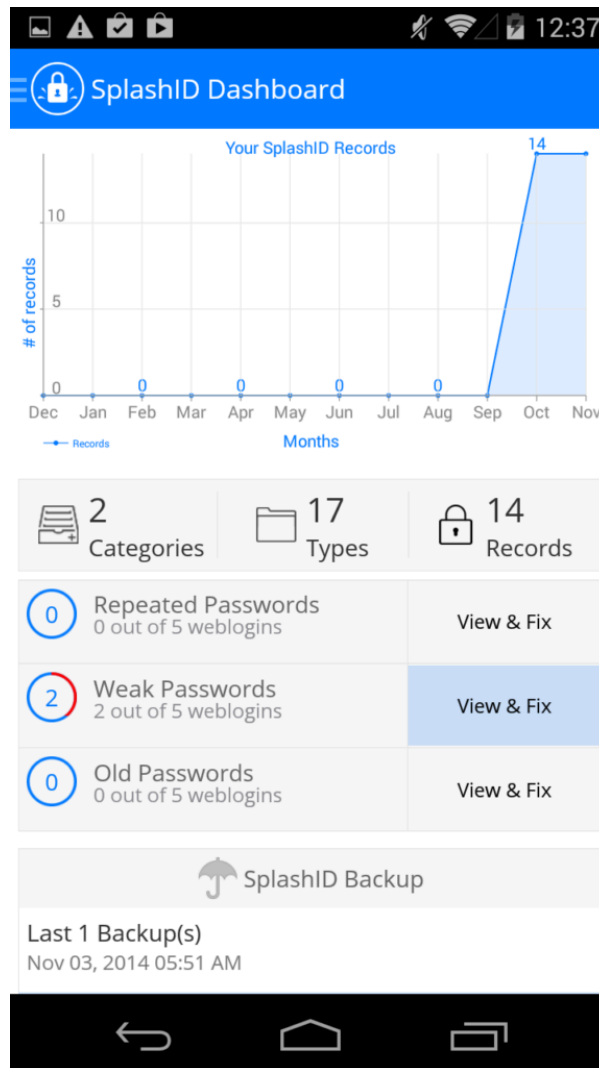 12:37
SplashID Dashboard
Your SplashID Records
14
10
5
0
0
0
0
0
# of records
Dec Jan Feb Mar Apr May Jun Jul Aug Sep Oct Nov
Records
Months
2 Categories
17 Types
14 Records
0
Repeated Passwords
0 out of 5 weblogins
View & Fix
2
Weak Passwords
2 out of 5 weblogins
View & Fix
0
Old Passwords
0 out of 5 weblogins
View & Fix
SplashID Backup
Last 1 Backup(s)
Nov 03, 2014 05:51 AM